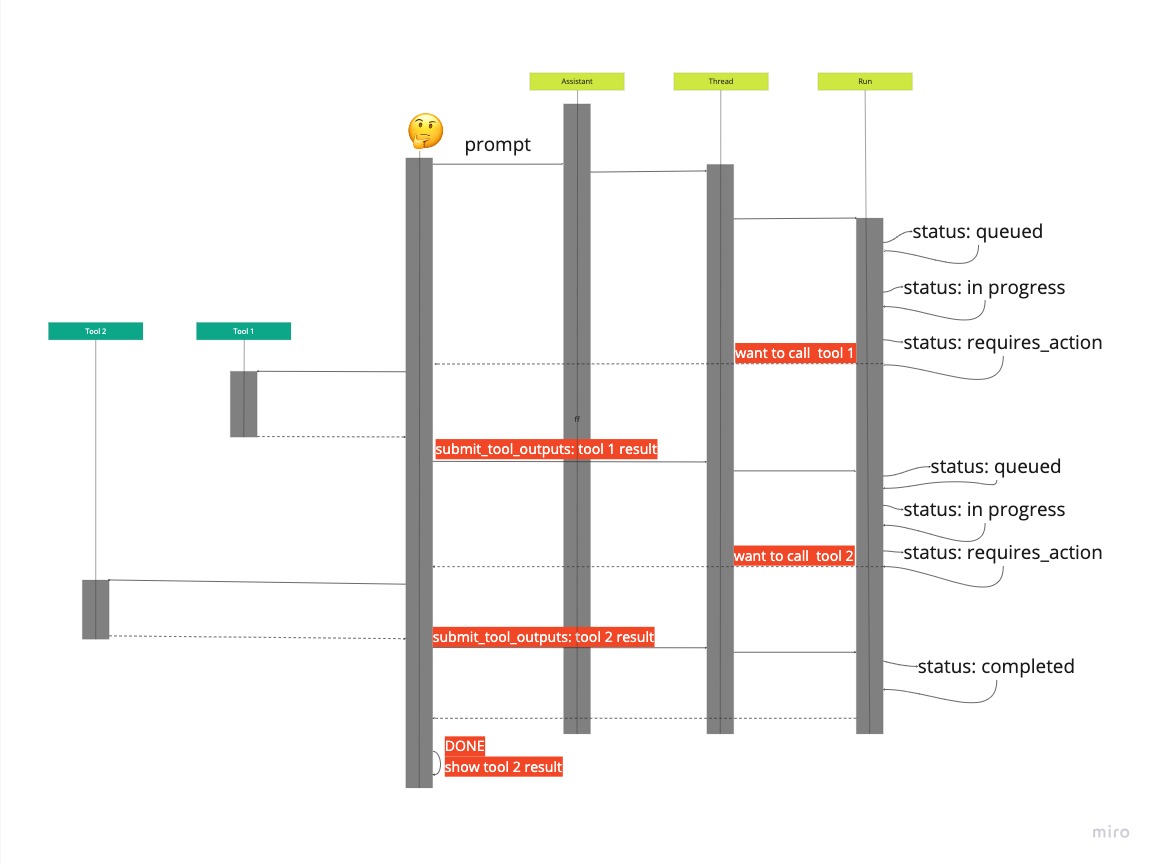 Assistant
Thread
Run
prompt
status: queued
status: in progress
Tool 2
Tool 1
status: requires_action
want to call tool 1
ff
submit_tool_outputs: tool 1 result
status: queued
status: in progress
want to call tool 2
status: requires_action
submit_tool_outputs: tool 2 result
status: completed
DONE
show tool 2 result
miro